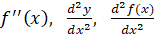 f''(x), d²y/dx², d²f(x)/dx²